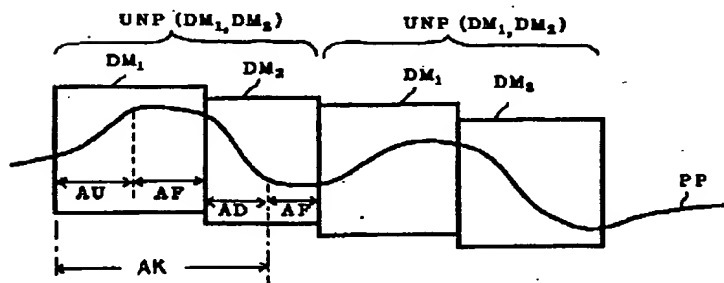 UNP (DM₁,DM₂) UNP (DM₁,DM₂)
DM₁ DM₂ DM₁ DM₂
AU AF AD AF PP
AK